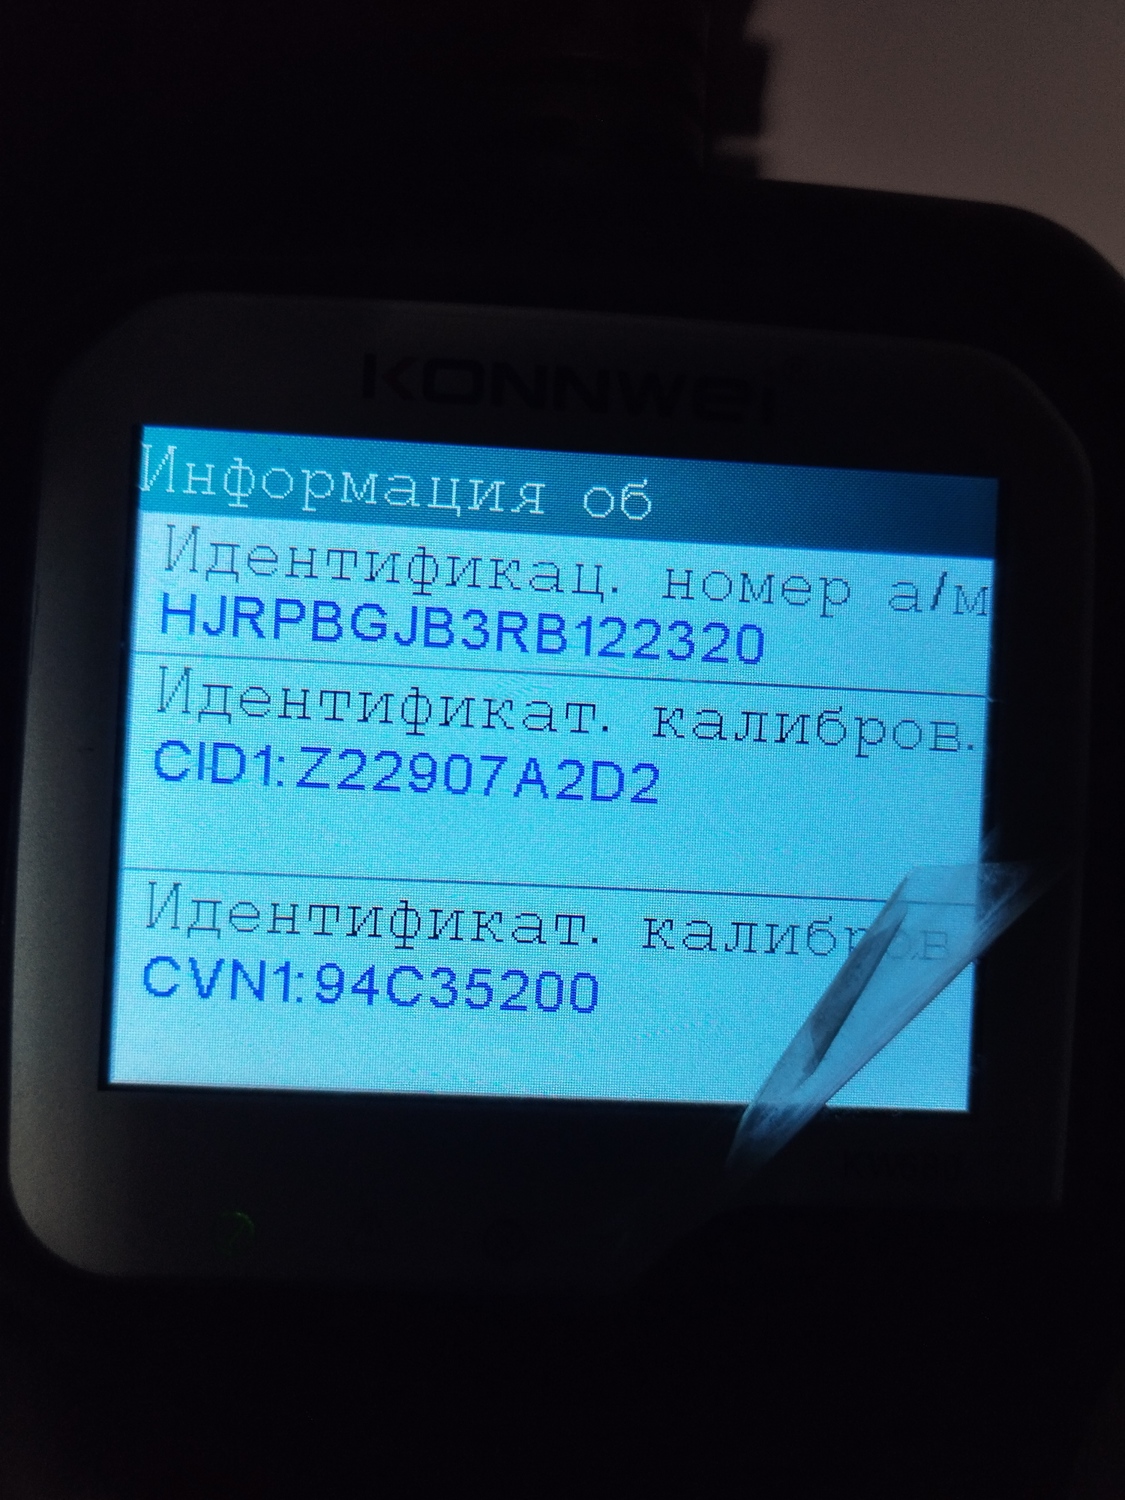 KONNWEI
Информация об
Идентификац. номер а/м
HJRPBGJB3RB122320
Идентификат. калибров.
CID1:Z22907A2D2
Идентификат. калибров
CVN1:94C35200